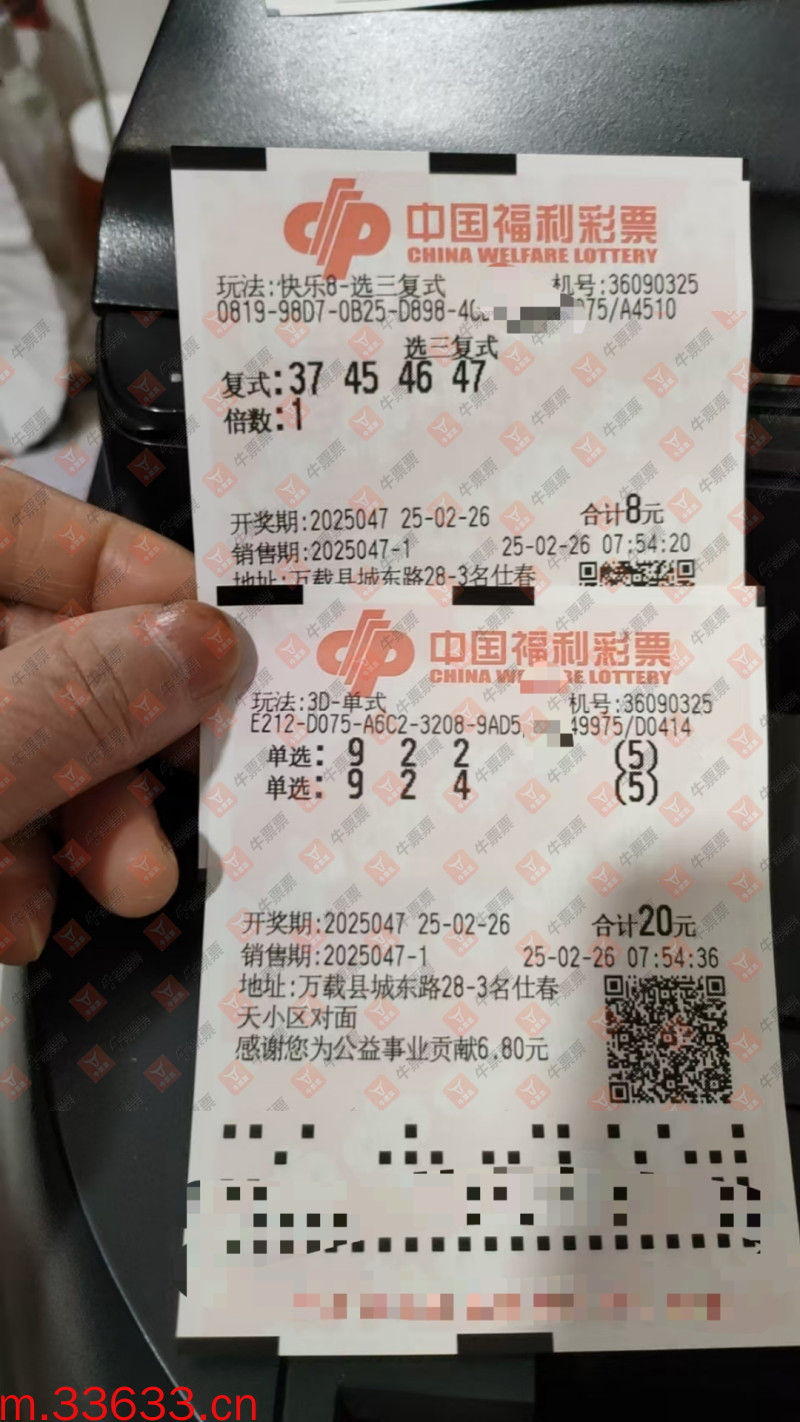 中国福利彩票
CHINA WELFARE LOTTERY
玩法:快乐8-选三复式 机号:36090325
0819-98D7-0B25-D898-4 75/A4510
选三复式
复式:37 45 46 47
倍数:1
开奖期:2025047 25-02-26 合计8元
销售期:2025047-1 25-02-26 07:54:20
地址:万载县城东路28-3名仕春
中国福利彩票
CHINA WELFARE LOTTERY
玩法:3D-单式 机号:36090325
E212-D075-A6C2-3208-9AD5 49975/D0414
单选: 9 2 2 (5)
单选: 9 2 4 (5)
开奖期:2025047 25-02-26 合计20元
销售期:2025047-1 25-02-26 07:54:36
地址:万载县城东路28-3名仕春
天小区对面
感谢您为公益事业贡献6.80元
牛票票
m.33633.cn